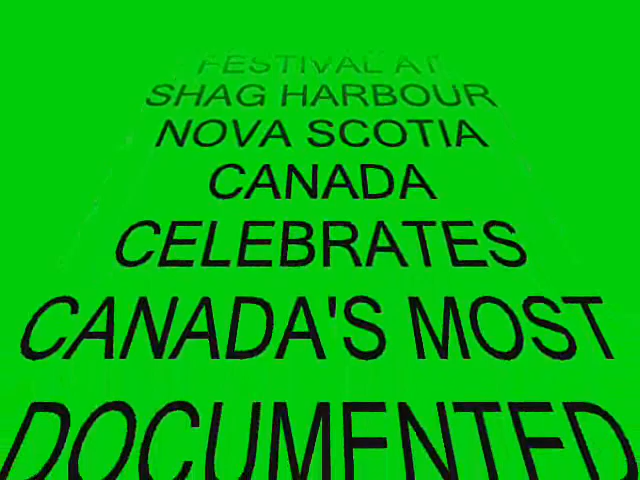 FESTIVAL AT
SHAG HARBOUR
NOVA SCOTIA
CANADA
CELEBRATES
CANADA'S MOST
DOCUMENTED